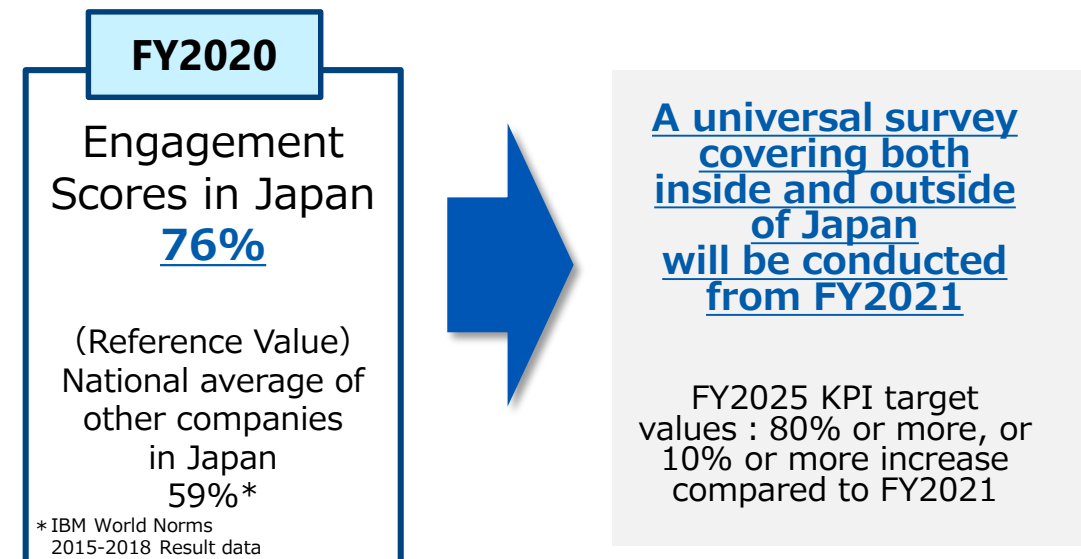 FY2020
Engagement
Scores in Japan
76%
（Reference Value）
National average of
other companies
in Japan
59%*
＊IBM World Norms
2015-2018 Result data
A universal survey
covering both
inside and outside
of Japan
will be conducted
from FY2021
FY2025 KPI target
values：80% or more, or
10% or more increase
compared to FY2021